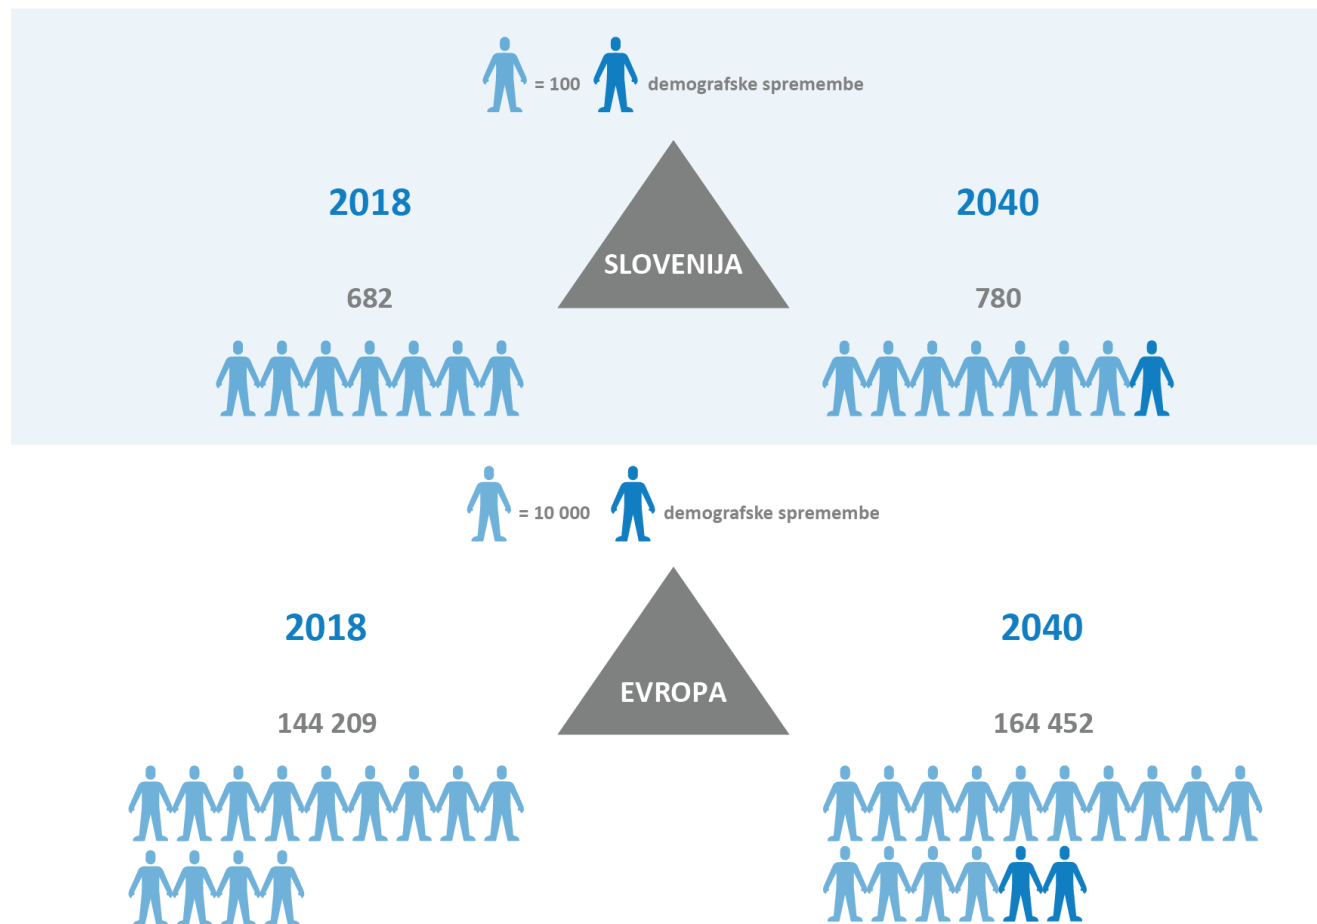 = 100 demografske spremembe
2018
2040
SLOVENIJA
682
780
= 10 000 demografske spremembe
2018
2040
EVROPA
144 209
164 452